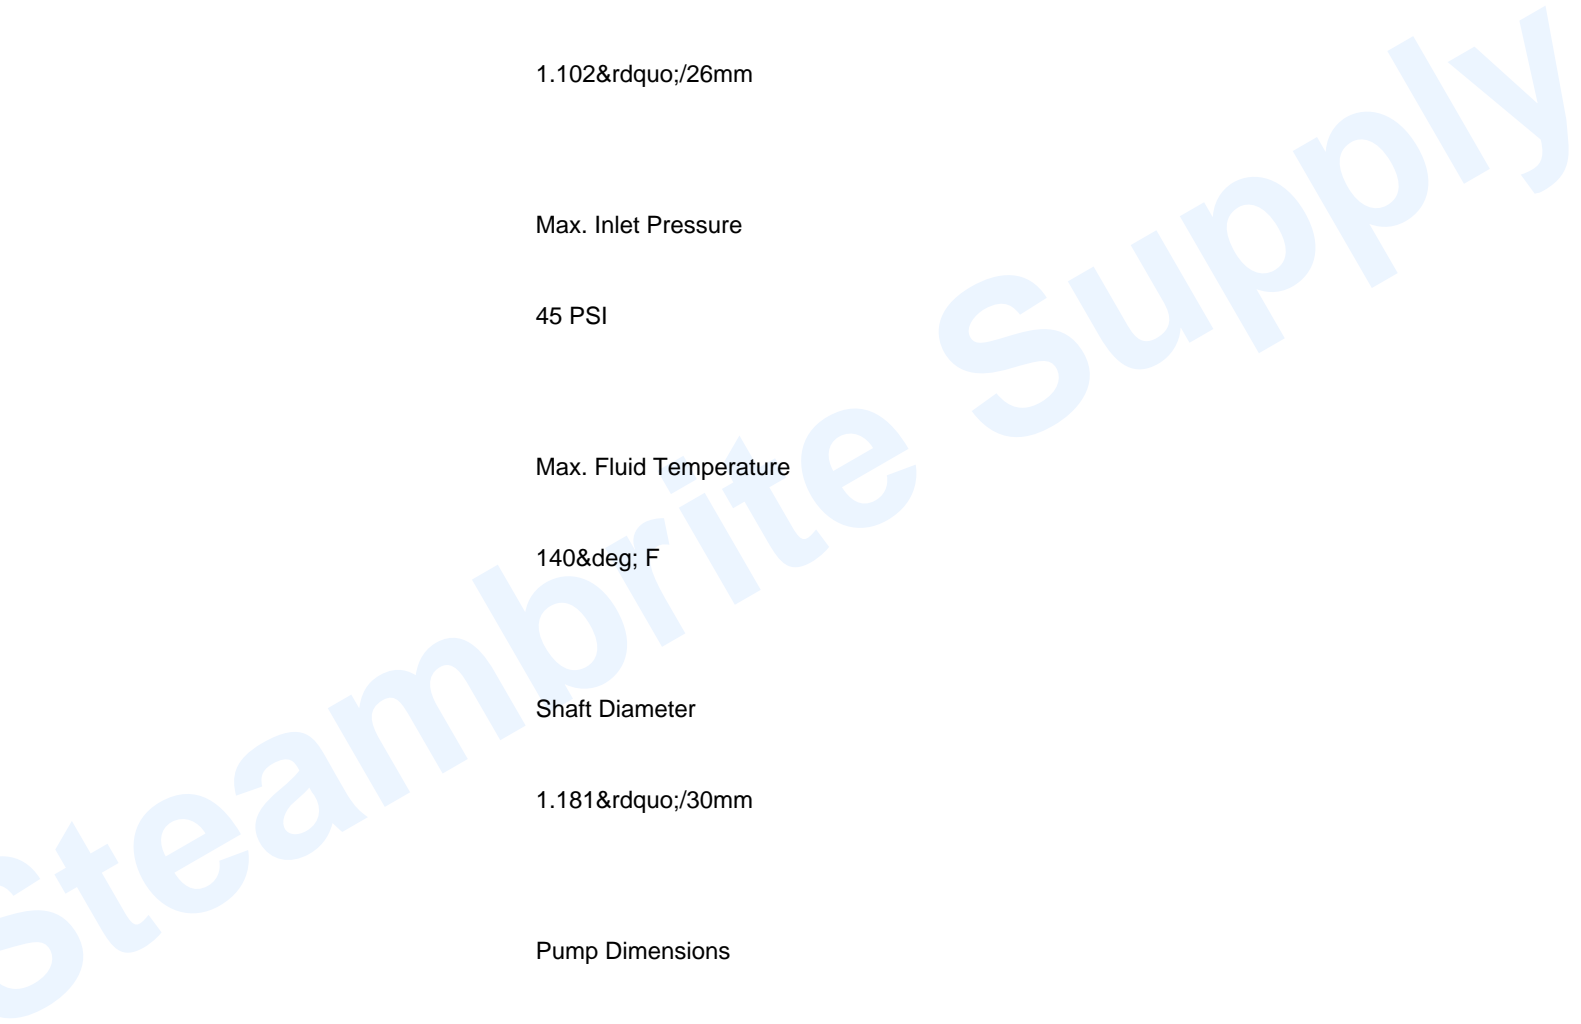 1.102&rdquo;/26mm
Max. Inlet Pressure
45 PSI
Max. Fluid Temperature
140&deg; F
Shaft Diameter
1.181&rdquo;/30mm
Pump Dimensions
Steambrite Supply